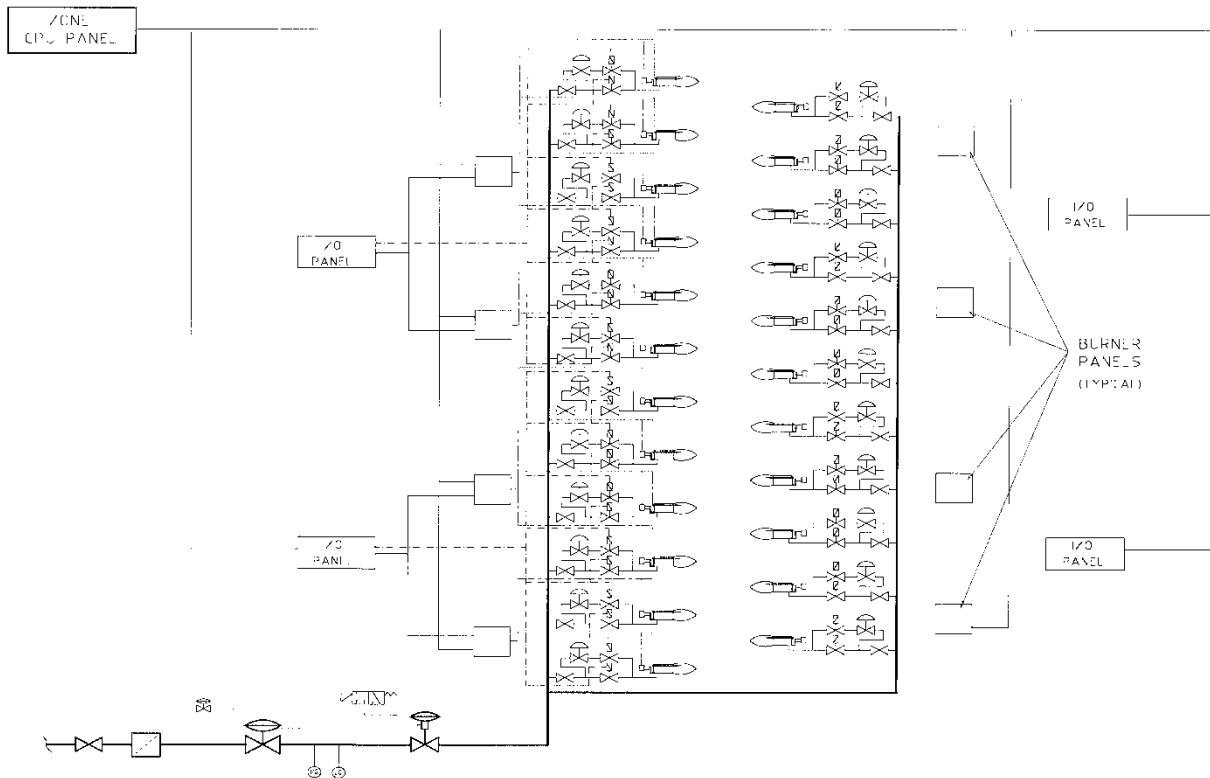 ZONE
CPU PANEL
I/O
PANEL
I/O
PANEL
BURNER
PANELS
(TYPICAL)
I/O
PANEL
I/O
PANEL